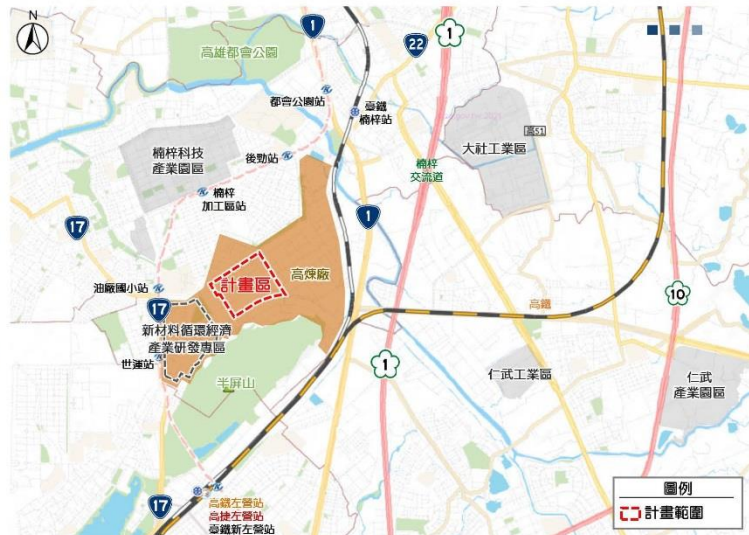 N
1
1
高雄都會公園
22
都會公園站
臺鐵
楠梓站
高51
大社工業區
楠梓科技
產業園區
後勁站
楠梓
交流道
楠梓
加工區站
17
1
高煉廠
計畫區
油廠國小站
高鐵
10
17
新材料循環經濟
產業研發專區
世運站
半屏山
1
仁武工業區
仁武
產業園區
17
高鐵左營站
高捷左營站
臺鐵新左營站
圖例
計畫範圍